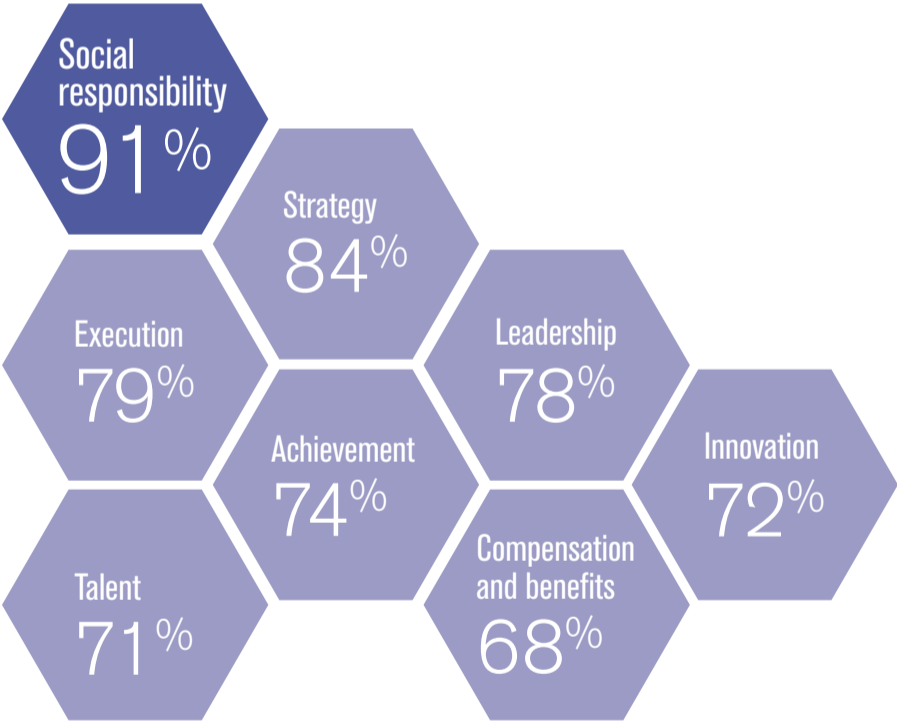 Social
responsibility
91%
Strategy
84%
Execution
79%
Leadership
78%
Achievement
74%
Innovation
72%
Talent
71%
Compensation
and benefits
68%